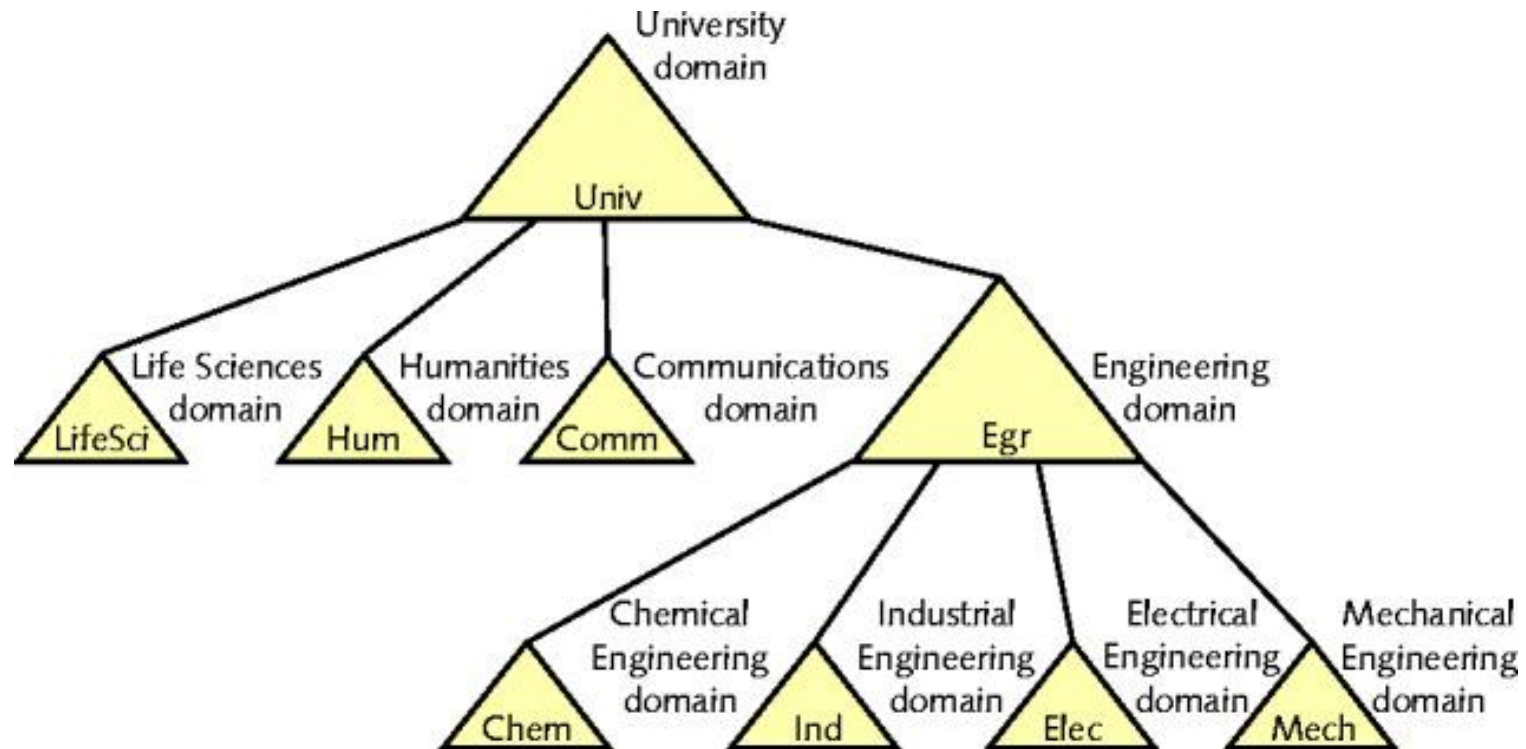 University
domain
Univ
Life Sciences
domain
LifeSci
Humanities
domain
Hum
Communications
domain
Comm
Engineering
domain
Egr
Chemical
Engineering
domain
Chem
Industrial
Engineering
domain
Ind
Electrical
Engineering
domain
Elec
Mechanical
Engineering
domain
Mech